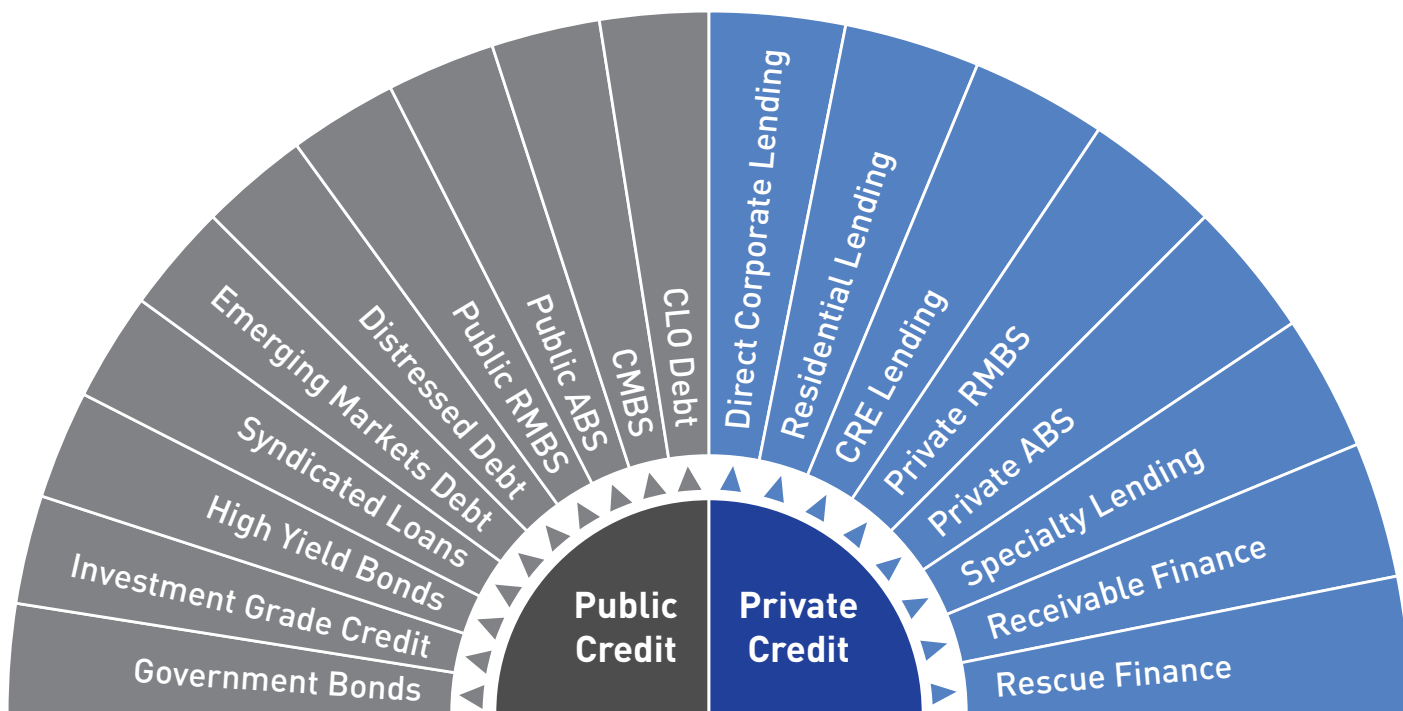 Government Bonds
Investment Grade Credit
High Yield Bonds
Syndicated Loans
Emerging Markets Debt
Distressed Debt
Public RMBS
Public ABS
CMBS
CLO Debt
Direct Corporate Lending
Residential Lending
CRE Lending
Private RMBS
Private ABS
Specialty Lending
Receivable Finance
Rescue Finance
Public
Credit
Private
Credit